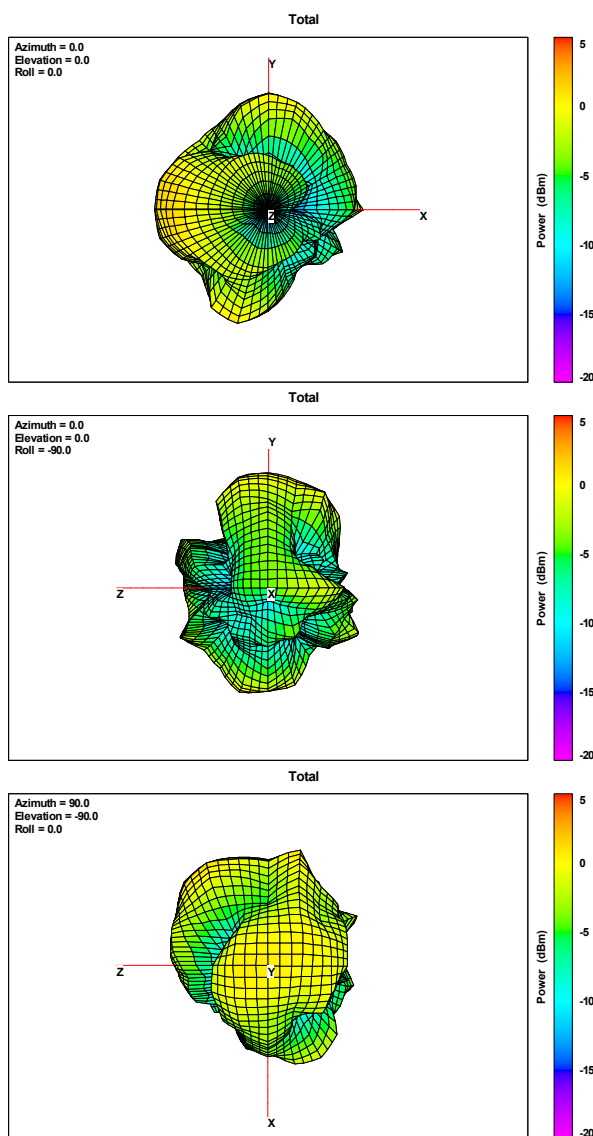 Total
Azimuth = 0.0
Elevation = 0.0
Roll = 0.0
Y
Z
X
5
0
-5
-10
-15
-20
Power (dBm)
Total
Azimuth = 0.0
Elevation = 0.0
Roll = -90.0
Y
Z
X
5
0
-5
-10
-15
-20
Power (dBm)
Total
Azimuth = 90.0
Elevation = -90.0
Roll = 0.0
Z
Y
X
5
0
-5
-10
-15
-20
Power (dBm)